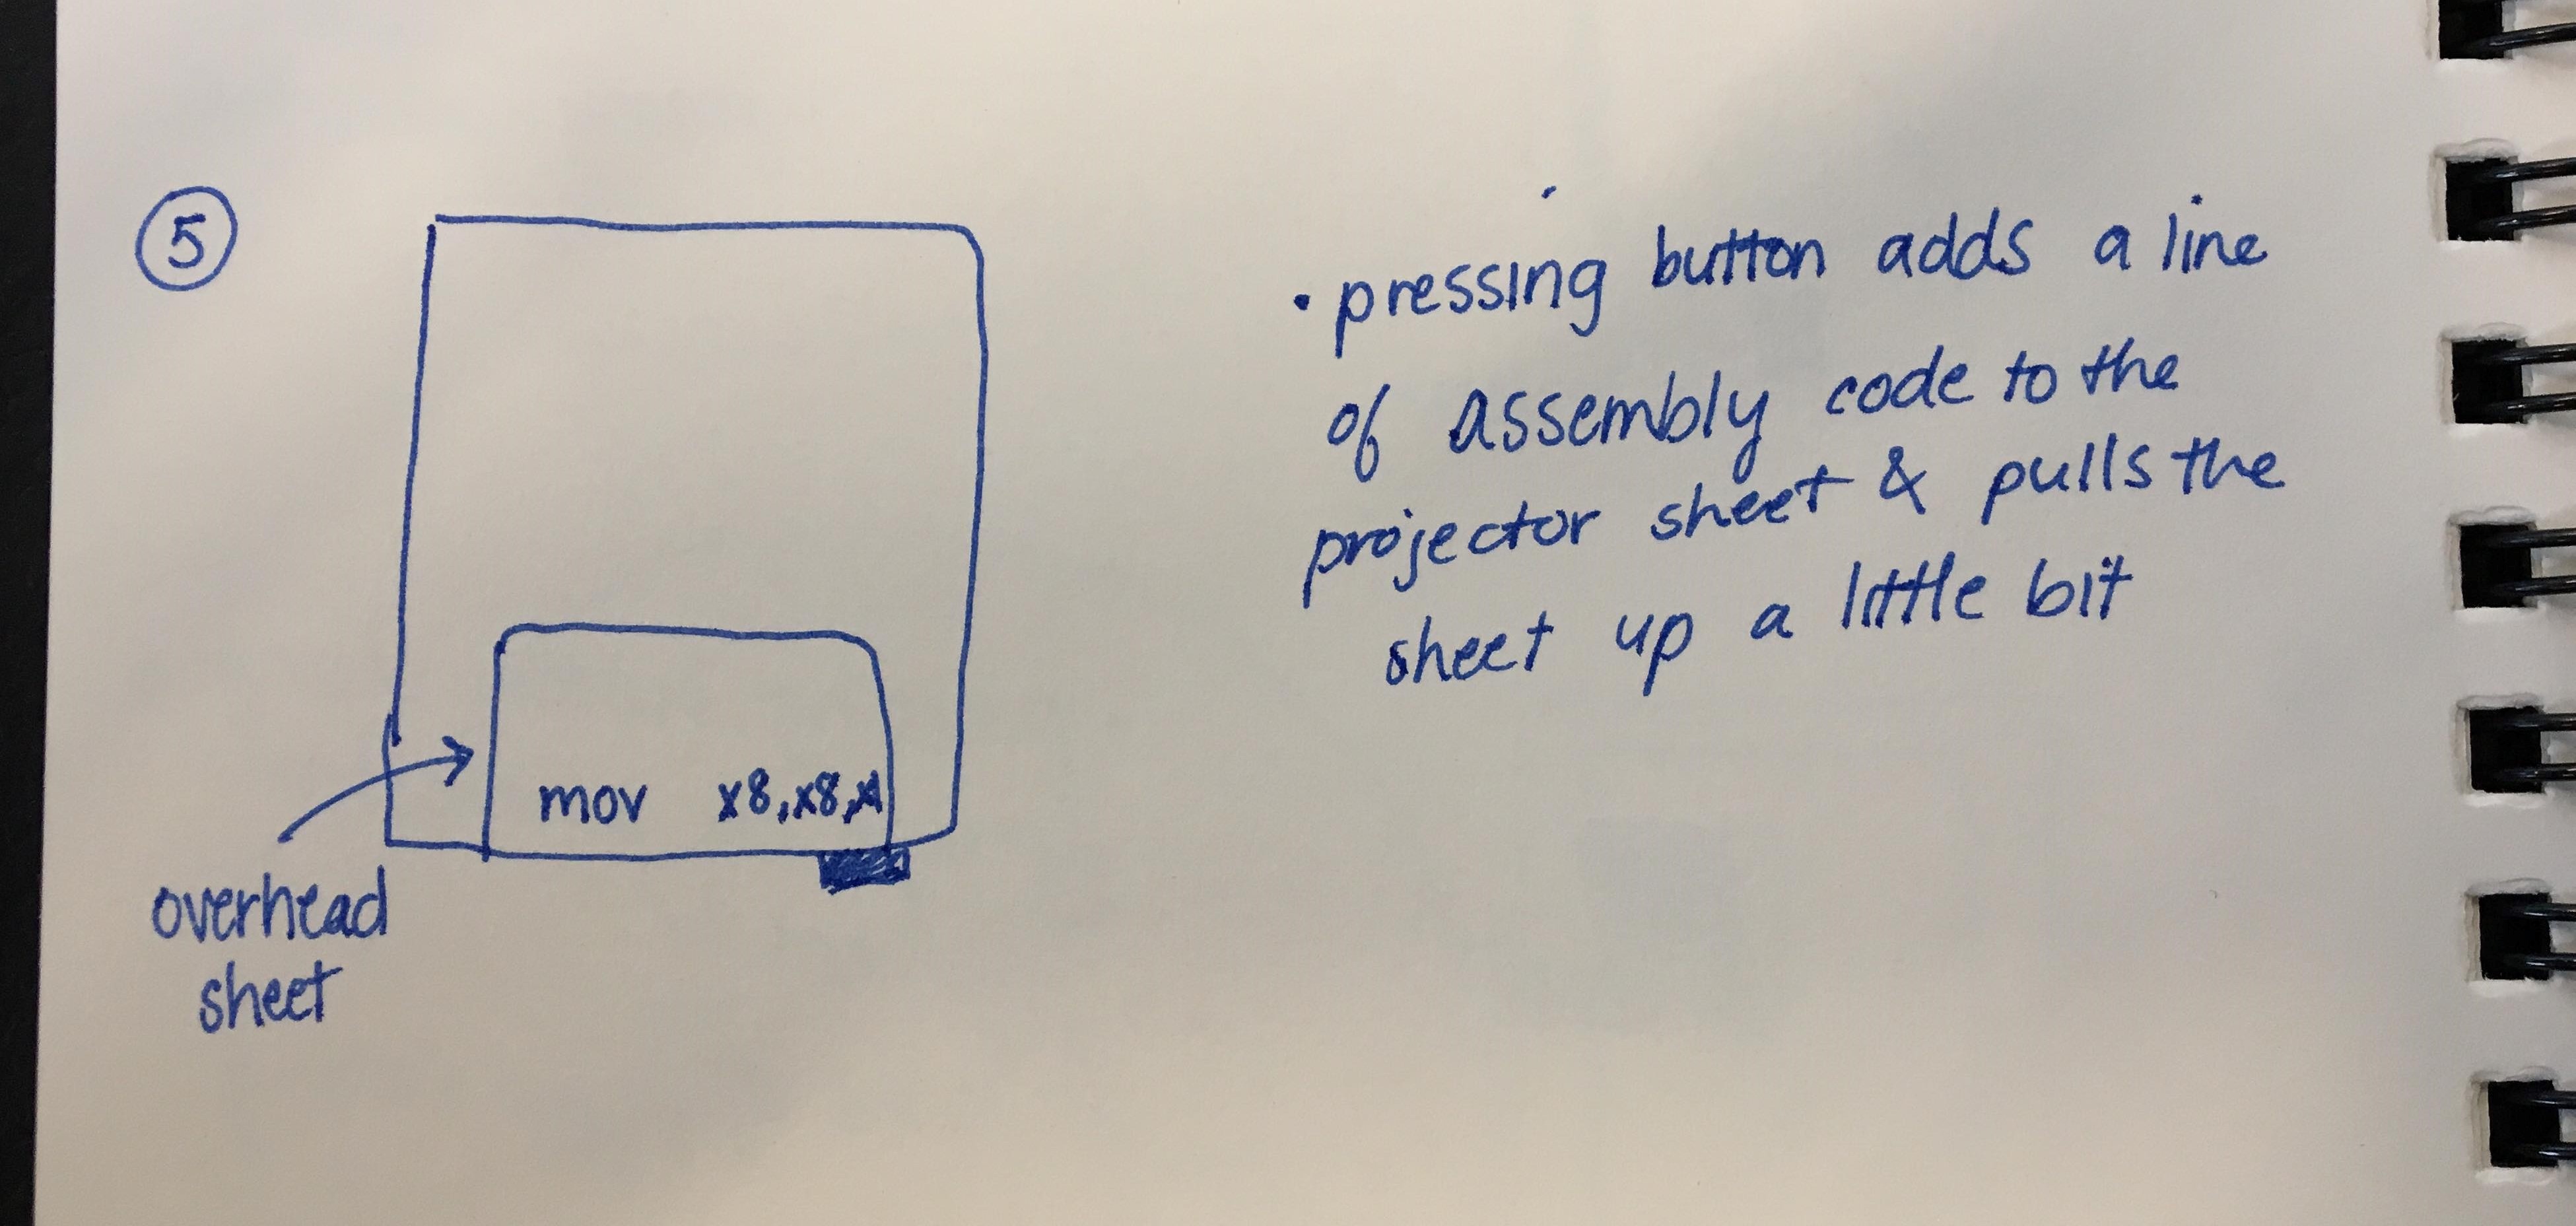 5
• pressing button adds a line
of assembly code to the
projector sheet & pulls the
sheet up a little bit
mov x8,x8,
overhead
sheet